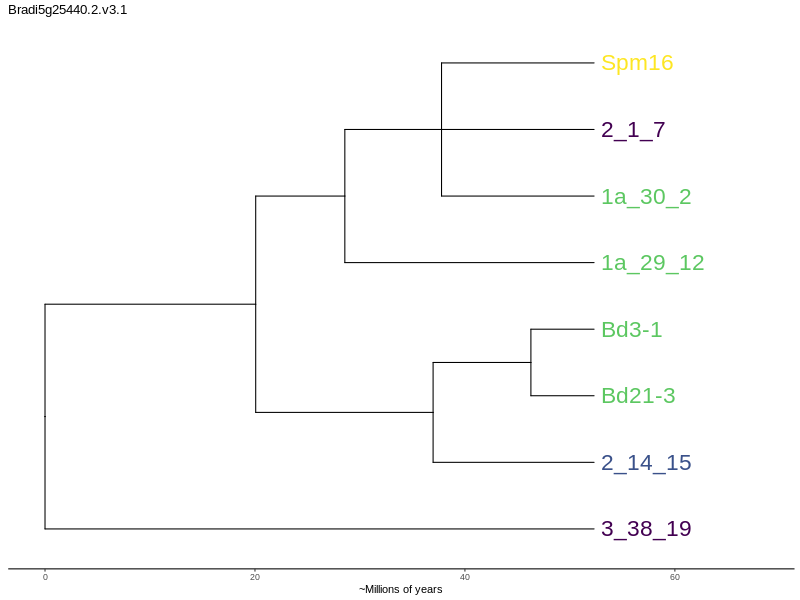 Bradi5g25440.2.v3.1
Spm16
2_1_7
1a_30_2
1a_29_12
Bd3-1
Bd21-3
2_14_15
3_38_19
0 20 40 60
~Millions of years